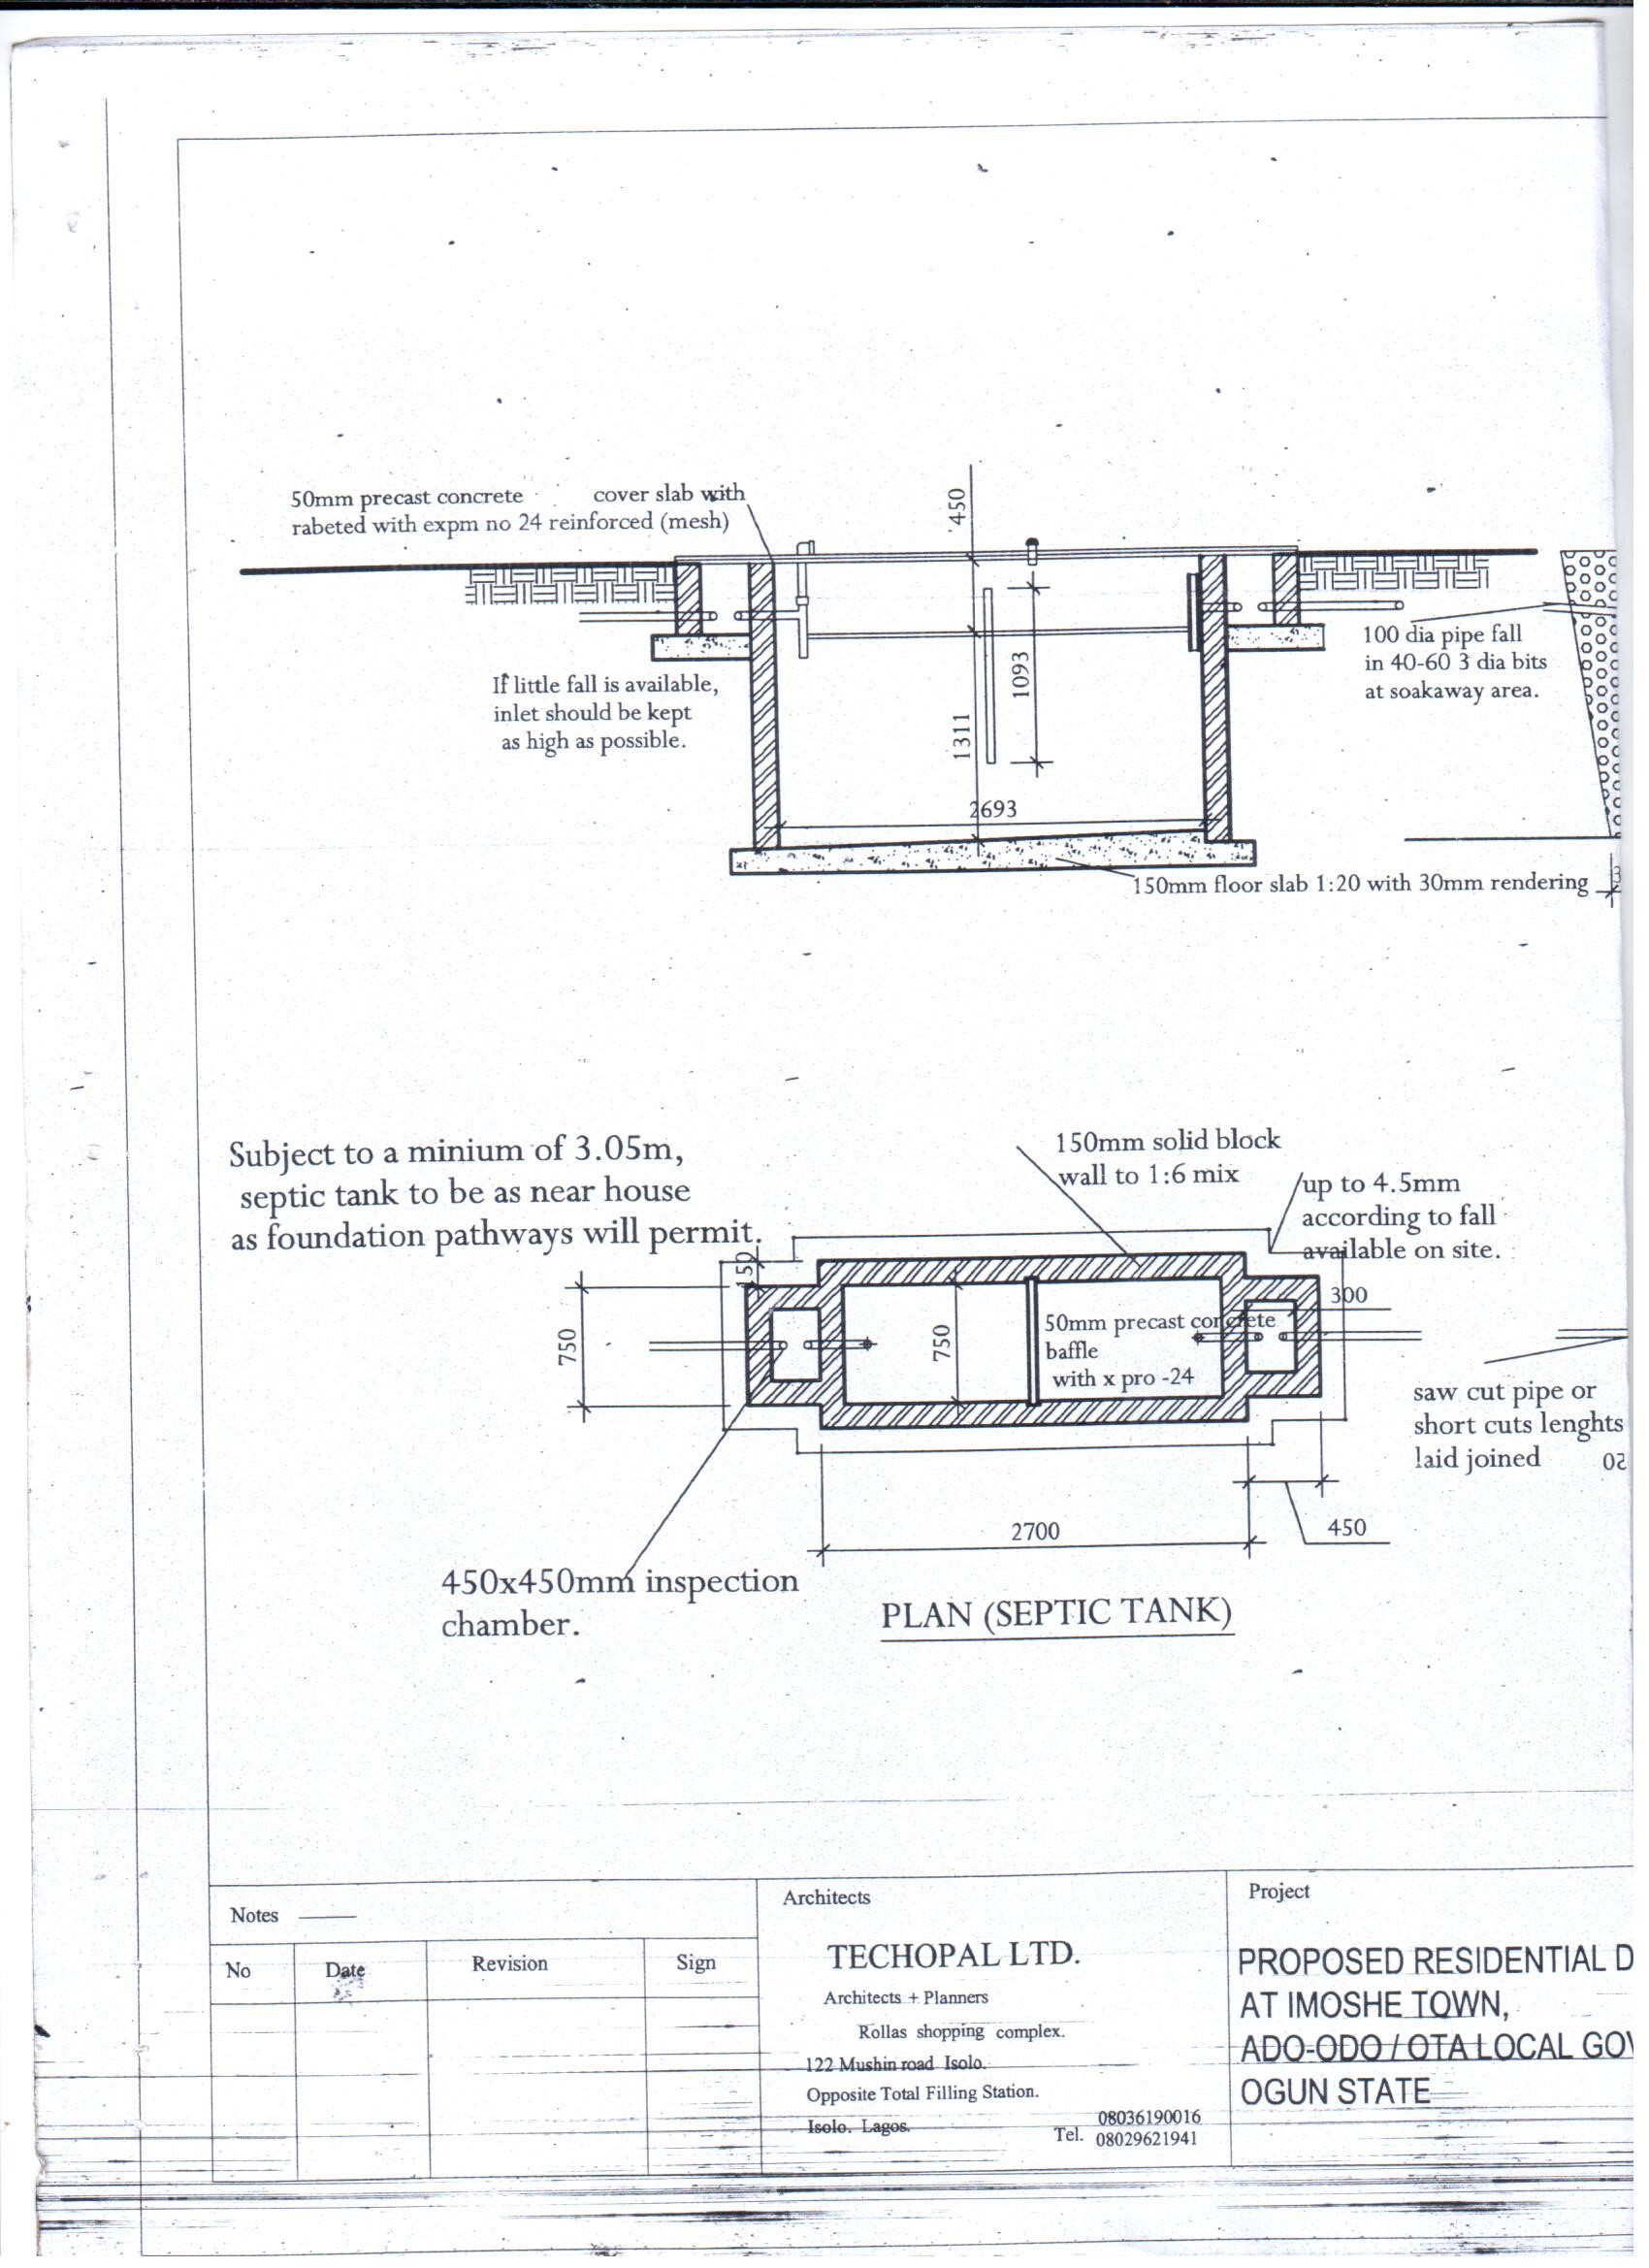 50mm precast concrete cover slab with
rabeted with expm no 24 reinforced (mesh)
450
If little fall is available,
inlet should be kept
as high as possible.
1311
1093
2693
100 dia pipe fall
in 40-60 3 dia bits
at soakaway area.
150mm floor slab 1:20 with 30mm rendering
Subject to a minium of 3.05m,
septic tank to be as near house
as foundation pathways will permit.
150mm solid block
wall to 1:6 mix
up to 4.5mm
according to fall
available on site.
150
750
750
50mm precast concrete
baffle
with x pro -24
300
saw cut pipe or
short cuts lenghts
laid joined
2700
450
450x450mm inspection
chamber.
PLAN (SEPTIC TANK)
Notes
No Date Revision Sign
Architects
TECHOPAL LTD.
Architects + Planners
Rollas shopping complex.
122 Mushin road Isolo.
Opposite Total Filling Station.
Isolo. Lagos.
Tel. 08036190016
08029621941
Project
PROPOSED RESIDENTIAL D
AT IMOSHE TOWN,
ADO-ODO / OTA LOCAL GOV
OGUN STATE